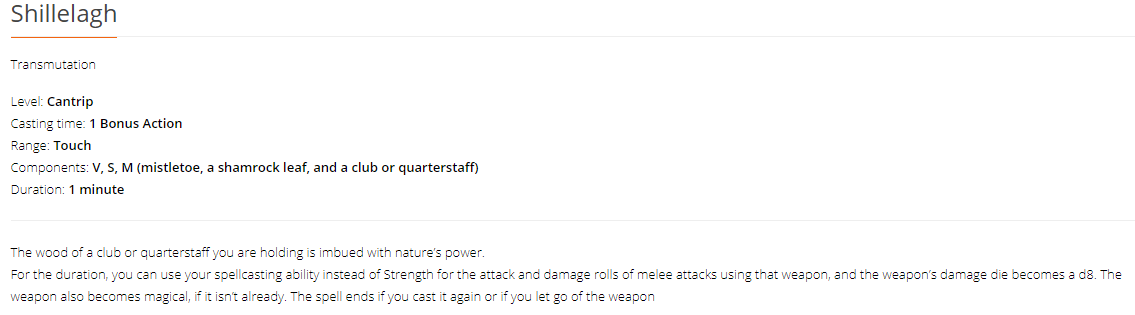 Shillelagh
Transmutation
Level: Cantrip
Casting time: 1 Bonus Action
Range: Touch
Components: V, S, M (mistletoe, a shamrock leaf, and a club or quarterstaff)
Duration: 1 minute
The wood of a club or quarterstaff you are holding is imbued with nature's power.
For the duration, you can use your spellcasting ability instead of Strength for the attack and damage rolls of melee attacks using that weapon, and the weapon's damage die becomes a d8. The
weapon also becomes magical, if it isn't already. The spell ends if you cast it again or if you let go of the weapon